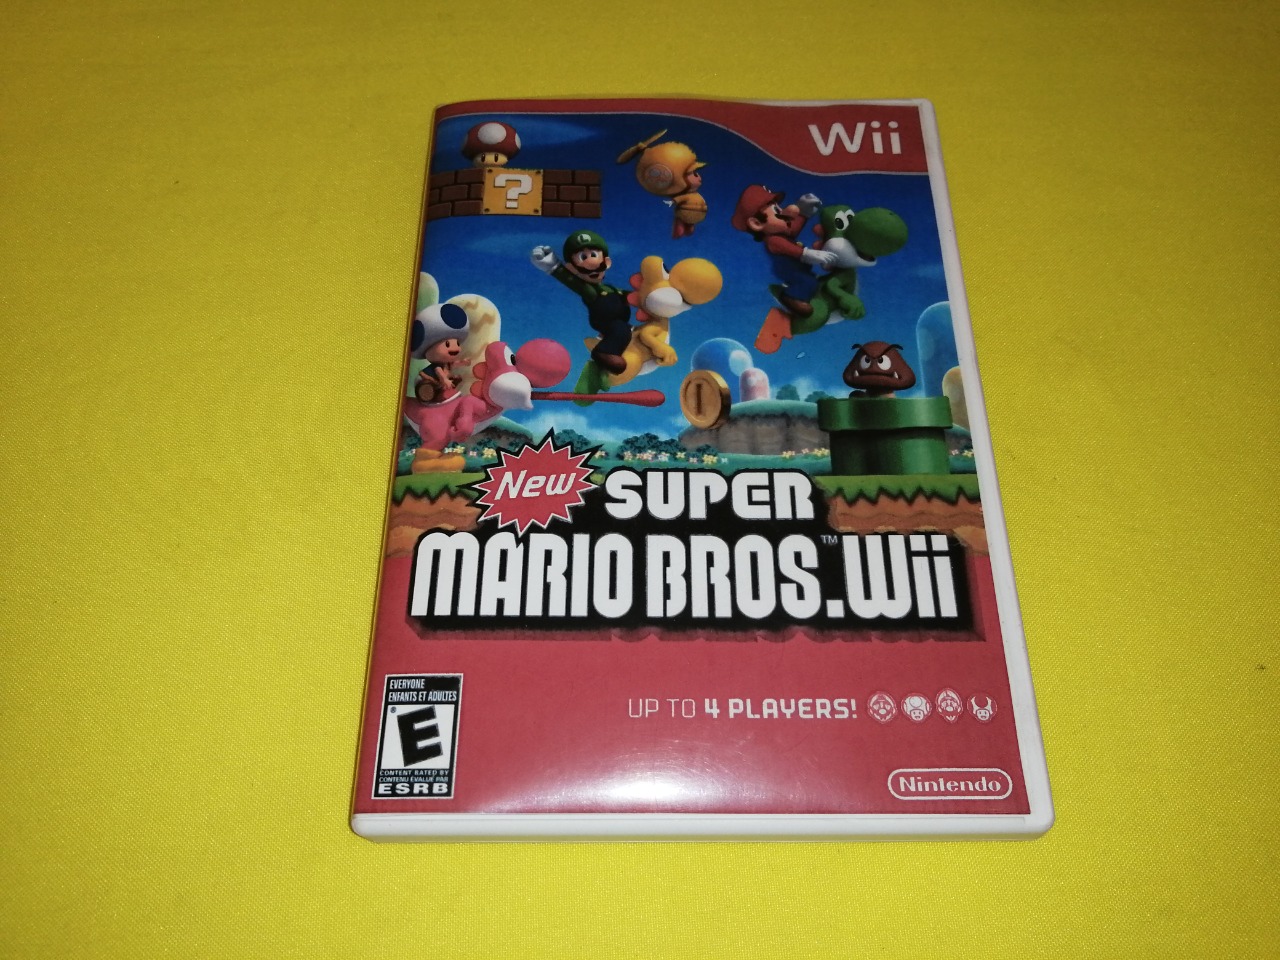 Wii
?
L
New SUPER
MARIO BROS.™Wii
EVERYONE
ENFANTS ET ADULTES
E
®
CONTENT RATED BY
CONTENU ÉVALUÉ PAR
ESRB
UP TO 4 PLAYERS!
Nintendo